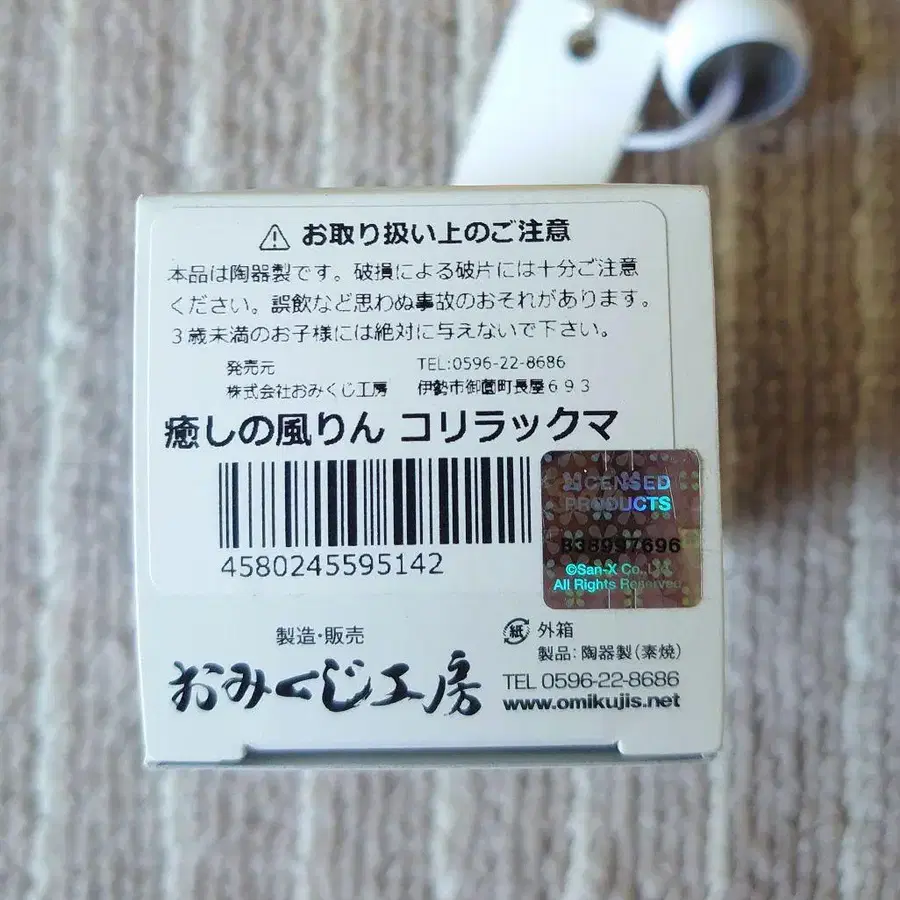 お取り扱い上のご注意
本品は陶器製です。破損による破片には十分ご注意
ください。誤飲など思わぬ事故のおそれがあります。
3歳未満のお子様には絶対に与えないで下さい。
発売元 TEL:0596-22-8686
株式会社おみくじ工房 伊勢市御薗町長屋693
癒しの風りん コリラックマ
4580245595142
LICENSED
PRODUCTS
B38997696
©San-X Co., Ltd.
All Rights Reserved.
製造・販売
おみくじ工房
紙 外箱
製品:陶器製(素焼)
TEL 0596-22-8686
www.omikujis.net